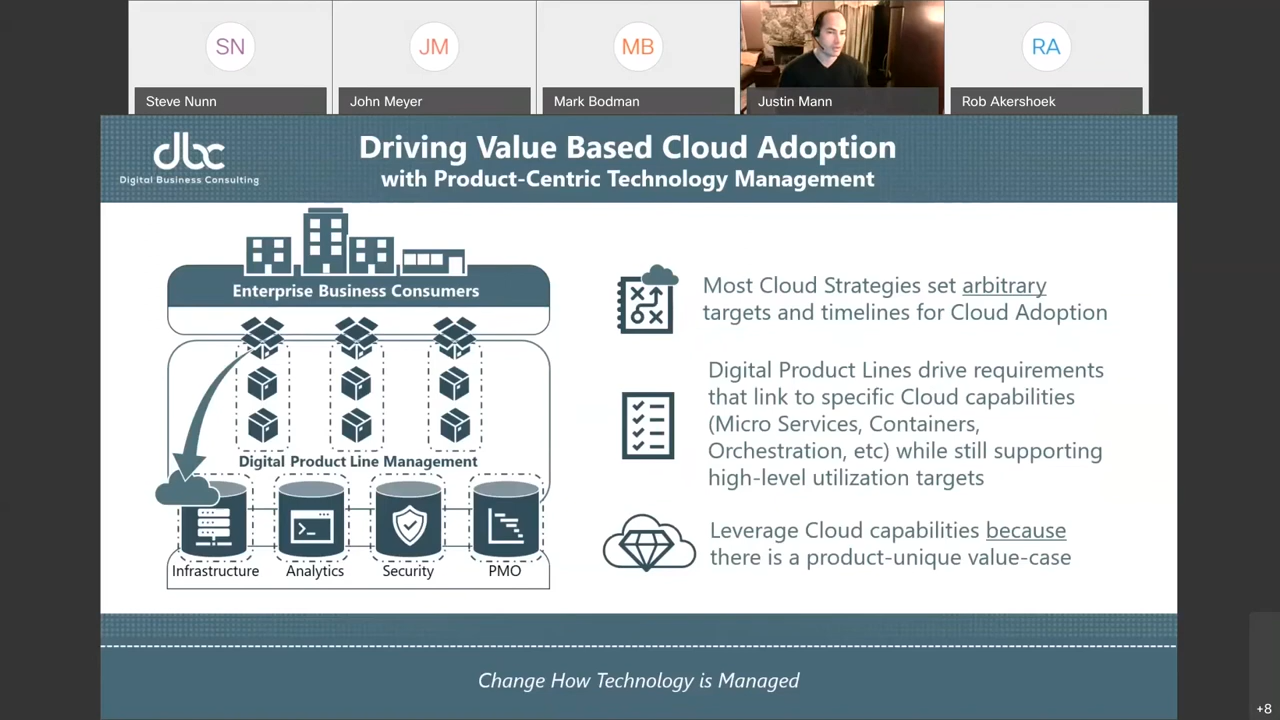 SN
JM
MB
RA
Steve Nunn
John Meyer
Mark Bodman
Justin Mann
Rob Akershoek
dbc
Digital Business Consulting
Driving Value Based Cloud Adoption
with Product-Centric Technology Management
Enterprise Business Consumers
Digital Product Line Management
Infrastructure
Analytics
Security
PMO
Most Cloud Strategies set arbitrary
targets and timelines for Cloud Adoption
Digital Product Lines drive requirements
that link to specific Cloud capabilities
(Micro Services, Containers,
Orchestration, etc) while still supporting
high-level utilization targets
Leverage Cloud capabilities because
there is a product-unique value-case
Change How Technology is Managed
+8